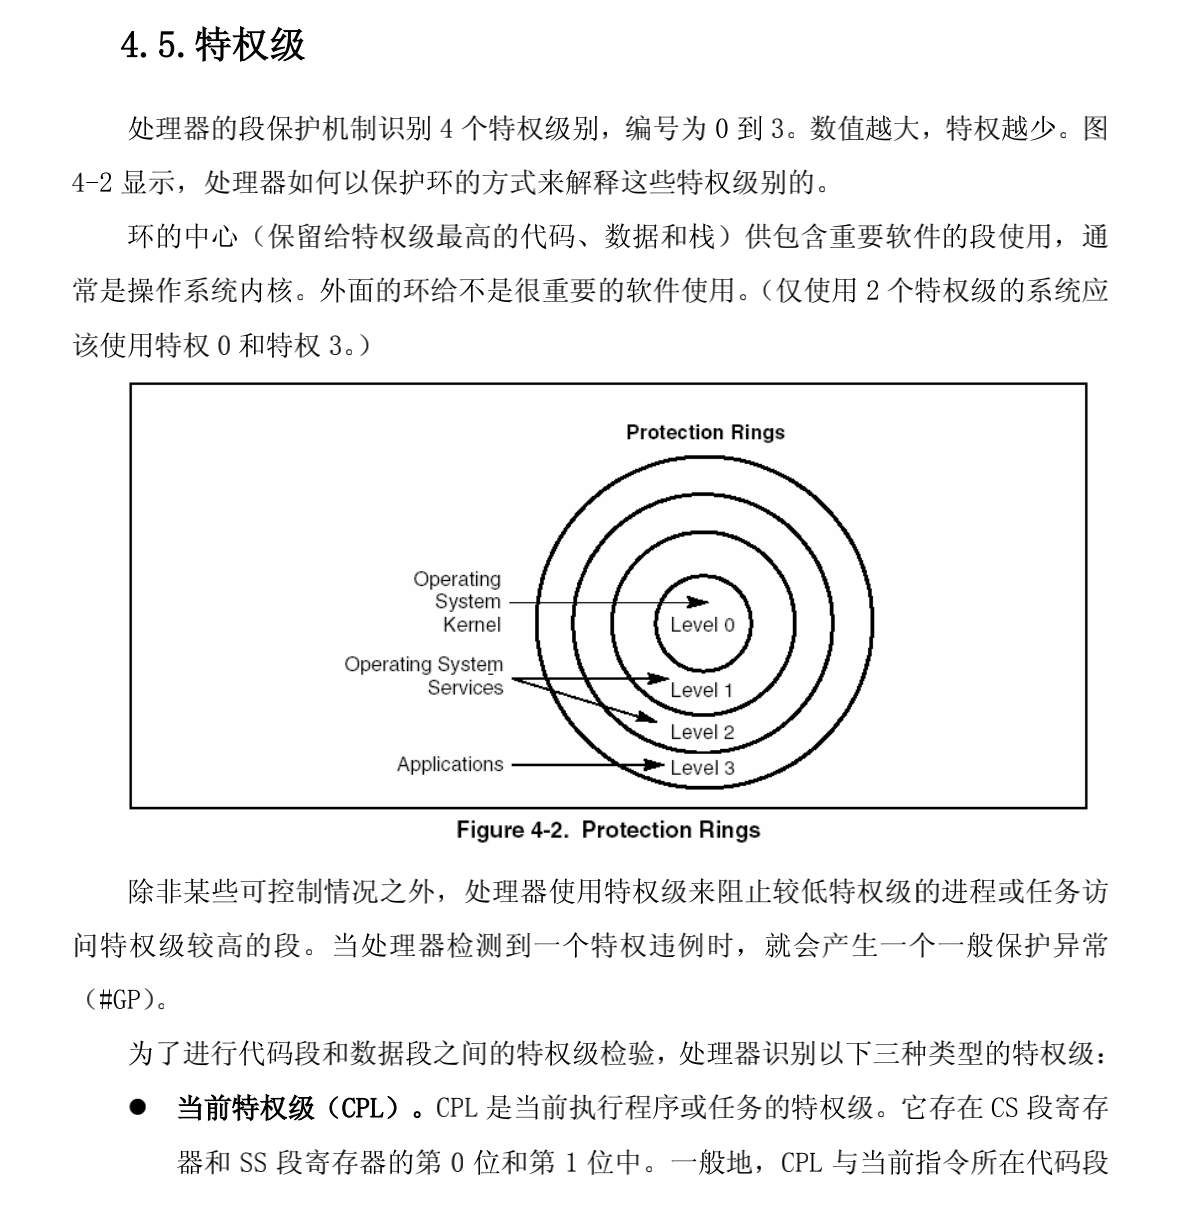 4.5.特权级
处理器的段保护机制识别 4 个特权级别，编号为 0 到 3。数值越大，特权越少。图
4-2 显示，处理器如何以保护环的方式来解释这些特权级别的。
环的中心（保留给特权级最高的代码、数据和栈）供包含重要软件的段使用，通
常是操作系统内核。外面的环给不是很重要的软件使用。（仅使用 2 个特权级的系统应
该使用特权 0 和特权 3。）
Protection Rings
Operating
System
Kernel
Level 0
Operating System
Services
Level 1
Level 2
Applications
Level 3
Figure 4-2. Protection Rings
除非某些可控制情况之外，处理器使用特权级来阻止较低特权级的进程或任务访
问特权级较高的段。当处理器检测到一个特权违例时，就会产生一个一般保护异常
（#GP）。
为了进行代码段和数据段之间的特权级检验，处理器识别以下三种类型的特权级：
● 当前特权级（CPL）。CPL 是当前执行程序或任务的特权级。它存在 CS 段寄存
器和 SS 段寄存器的第 0 位和第 1 位中。一般地，CPL 与当前指令所在代码段